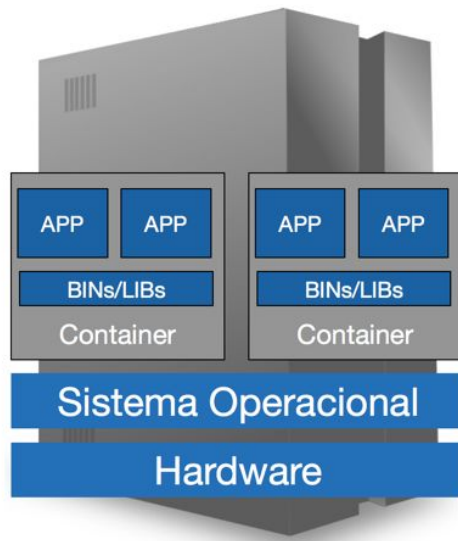 APP APP APP APP
BINs/LIBs BINs/LIBs
Container Container
Sistema Operacional
Hardware